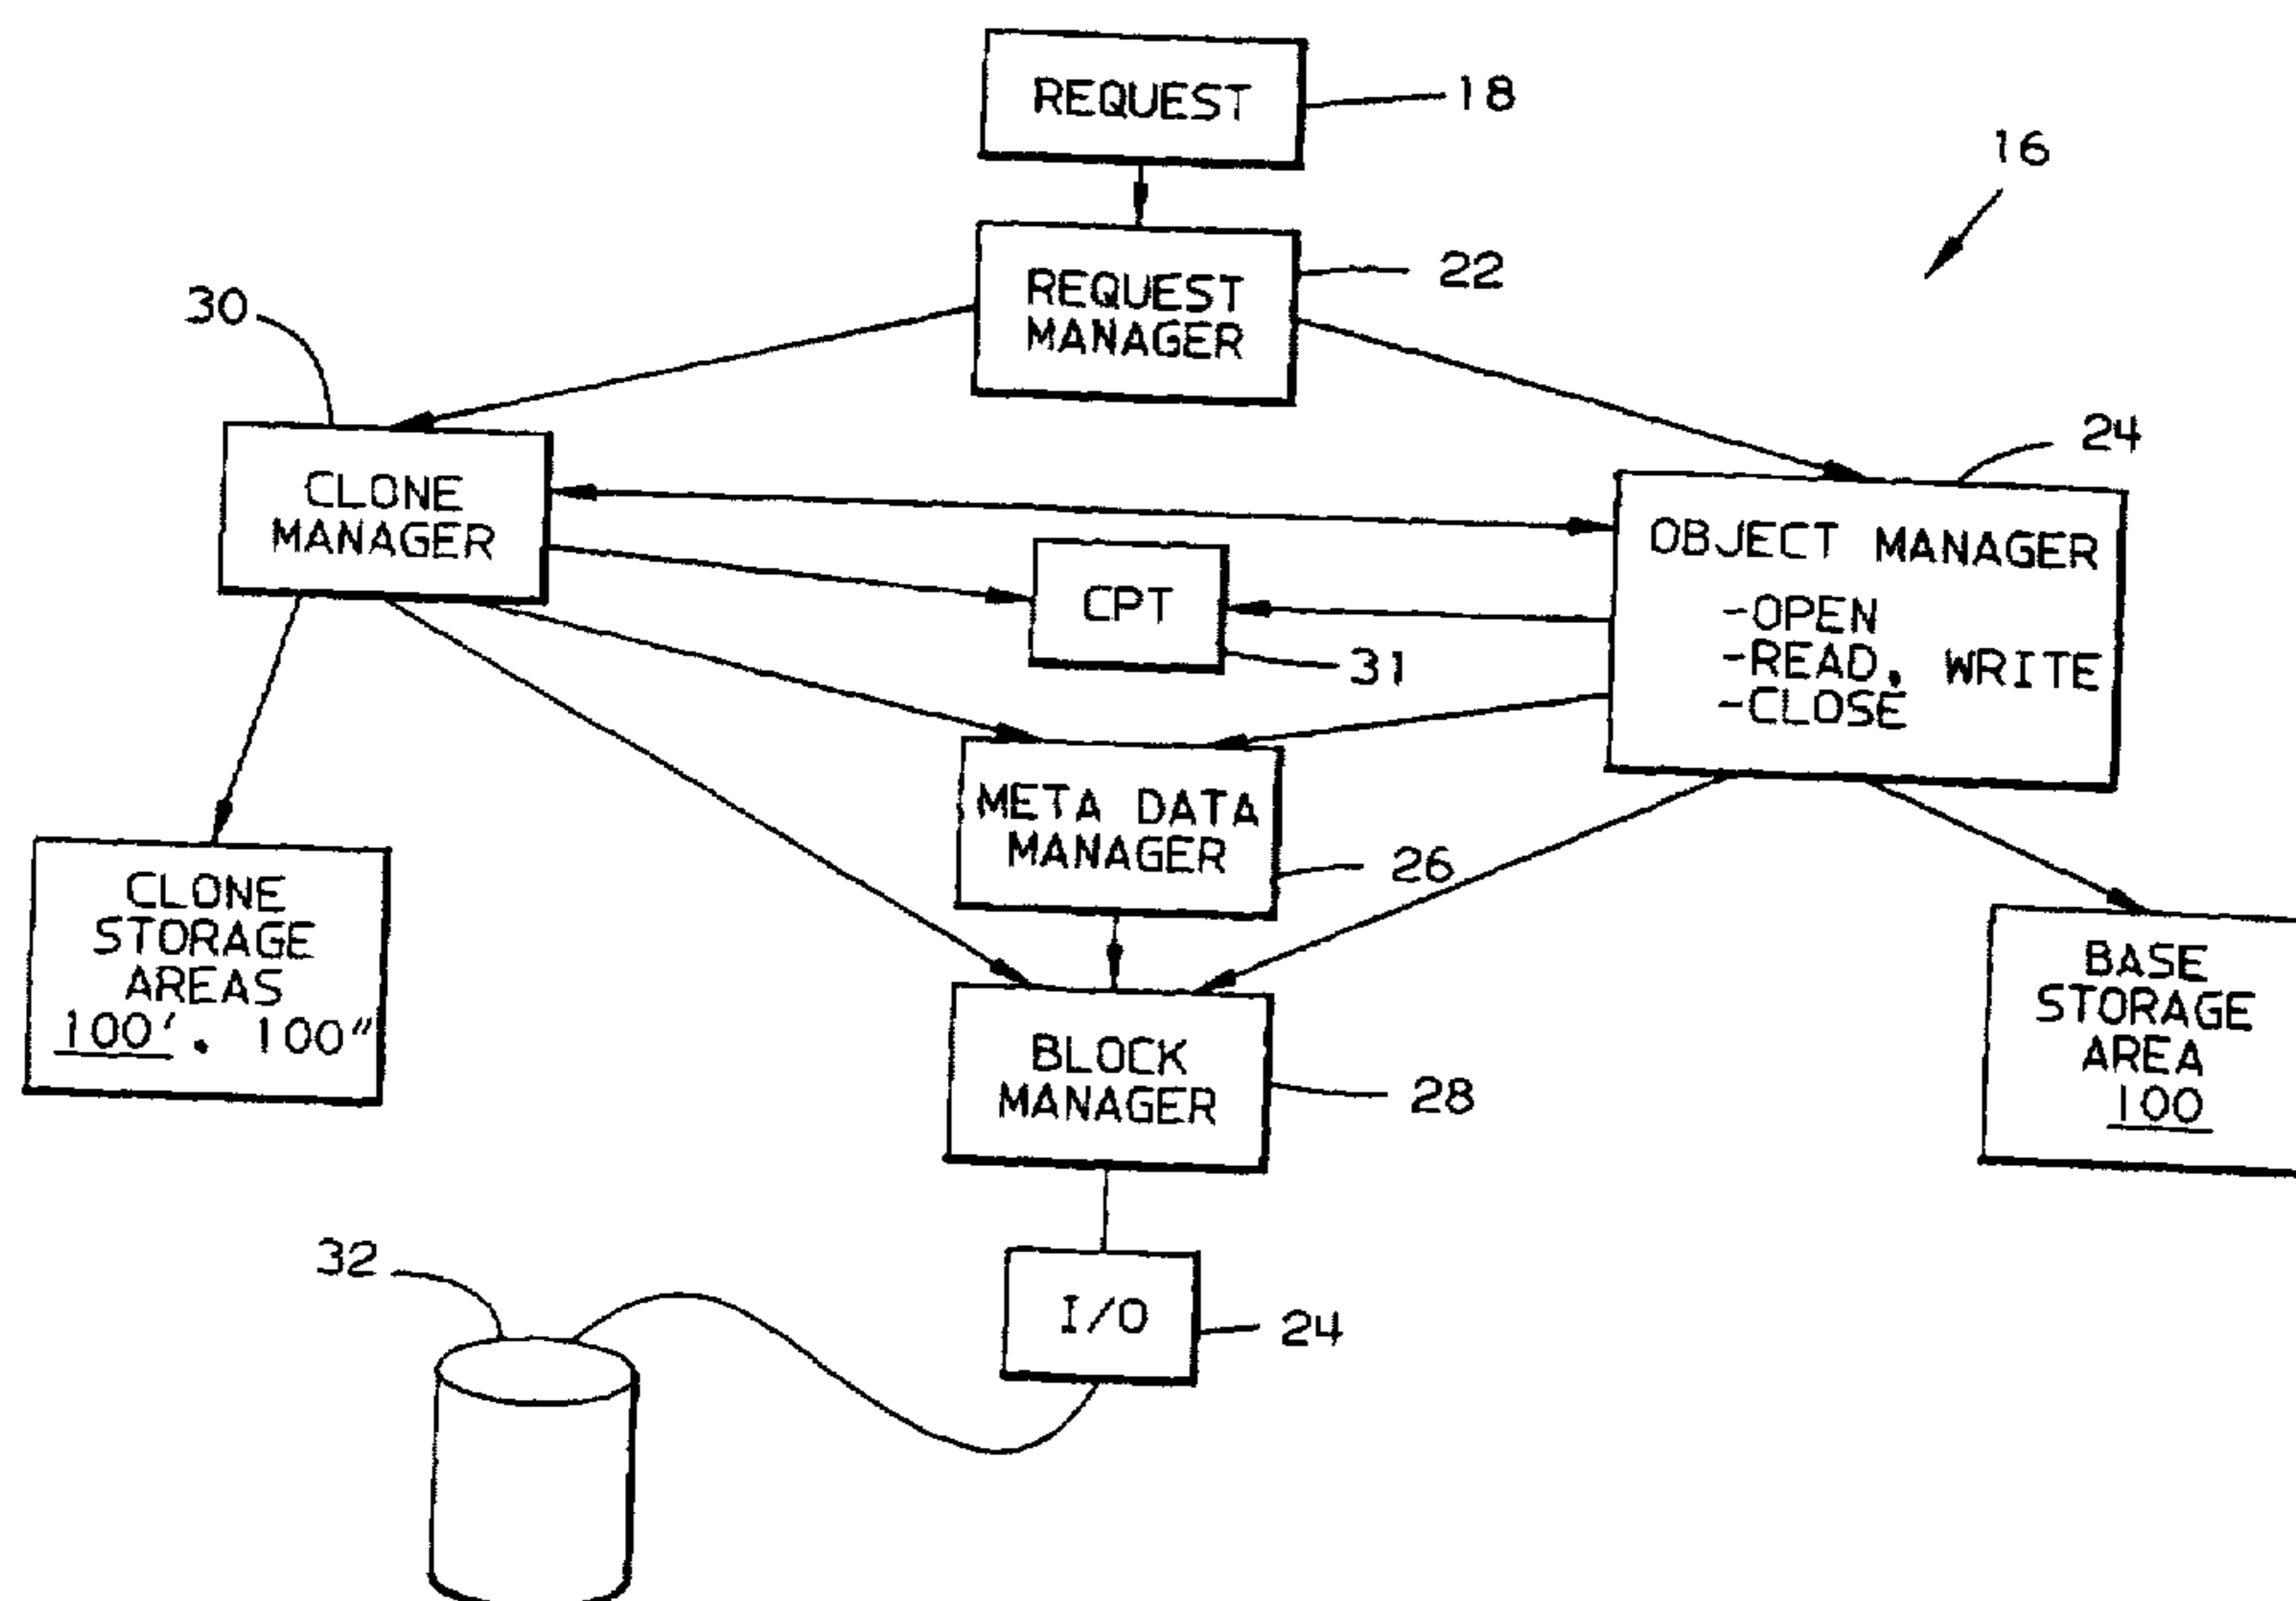 REQUEST
18
16
REQUEST
MANAGER
22
30
24
CLONE
MANAGER
OBJECT MANAGER
-OPEN
-READ, WRITE
-CLOSE
CPT
31
META DATA
MANAGER
26
CLONE
STORAGE
AREAS
100', 100"
BASE
STORAGE
AREA
100
BLOCK
MANAGER
28
32
I/O
24